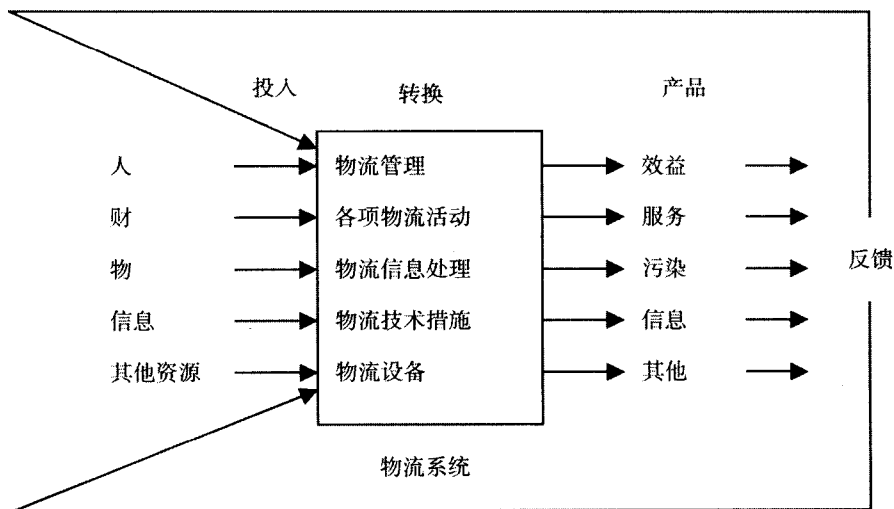 投入 转换 产品
人 物流管理 效益
财 各项物流活动 服务
物 物流信息处理 污染
反馈
信息 物流技术措施 信息
其他资源 物流设备 其他
物流系统